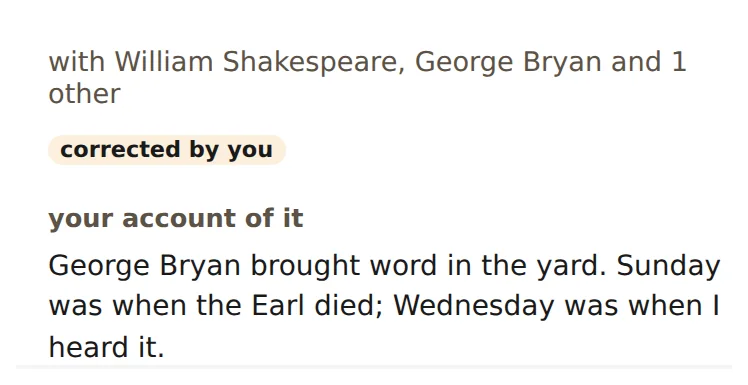 with William Shakespeare, George Bryan and 1
other
corrected by you
your account of it
George Bryan brought word in the yard. Sunday
was when the Earl died; Wednesday was when I
heard it.